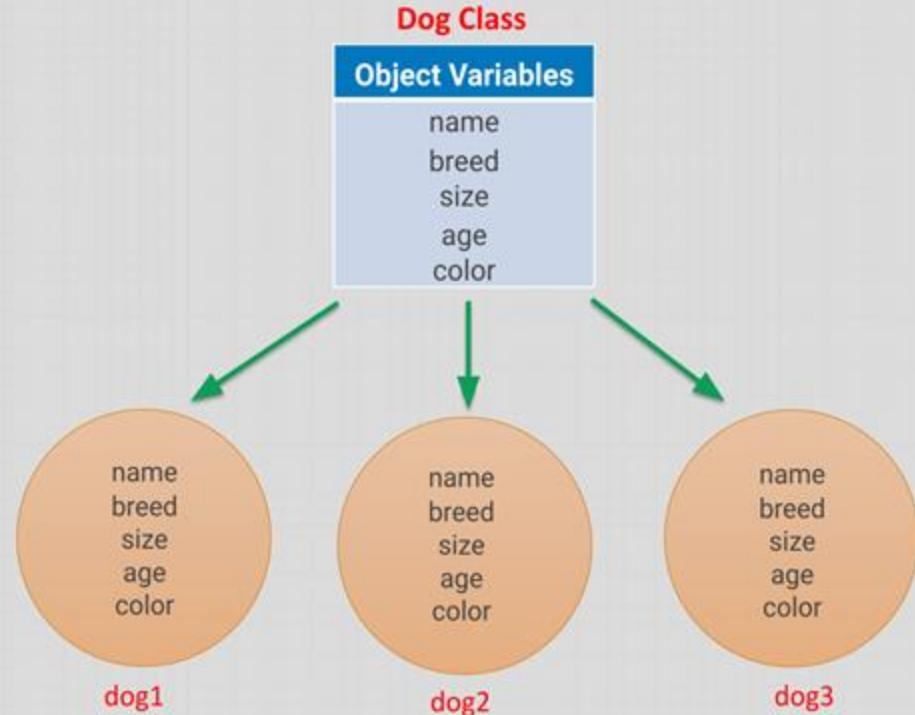 Dog Class
Object Variables
name
breed
size
age
color
name
breed
size
age
color
dog1
name
breed
size
age
color
dog2
name
breed
size
age
color
dog3